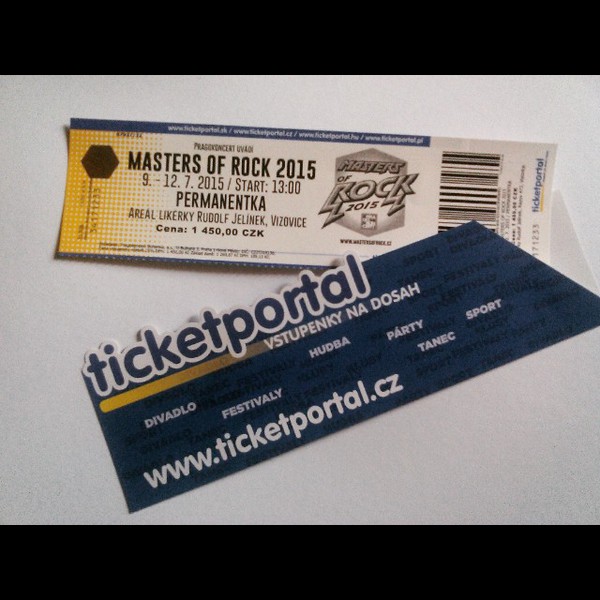 www.ticketportal.sk / www.ticketportal.cz / www.ticketportal.hu / www.ticketportal.pl
PRAGOKONCERT UVÁDÍ
MASTERS OF ROCK 2015
9. - 12. 7. 2015 / START: 13:00
PERMANENTKA
AREÁL LIKÉRKY RUDOLF JELÍNEK, VIZOVICE
Cena: 1 450,00 CZK
MASTERS
OF
ROCK
2015
WWW.MASTERSOFROCK.CZ
ticketportal
ticketportal
VSTUPENKY NA DOSAH
DIVADLO
FESTIVALY
HUDBA
PÁRTY
TANEC
SPORT
www.ticketportal.cz